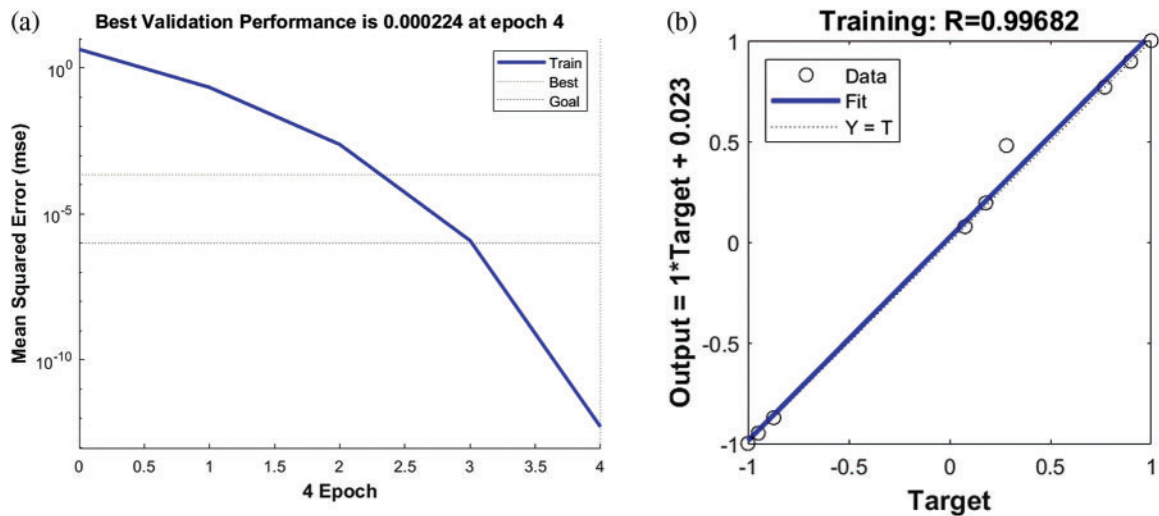 (a)
Best Validation Performance is 0.000224 at epoch 4
Train
Best
Goal
Mean Squared Error (mse)
10^0
10^-5
10^-10
0 0.5 1 1.5 2 2.5 3 3.5 4
4 Epoch
(b)
Training: R=0.99682
Data
Fit
Y = T
Output = 1*Target + 0.023
1
0.5
0
-0.5
-1
-1 -0.5 0 0.5 1
Target